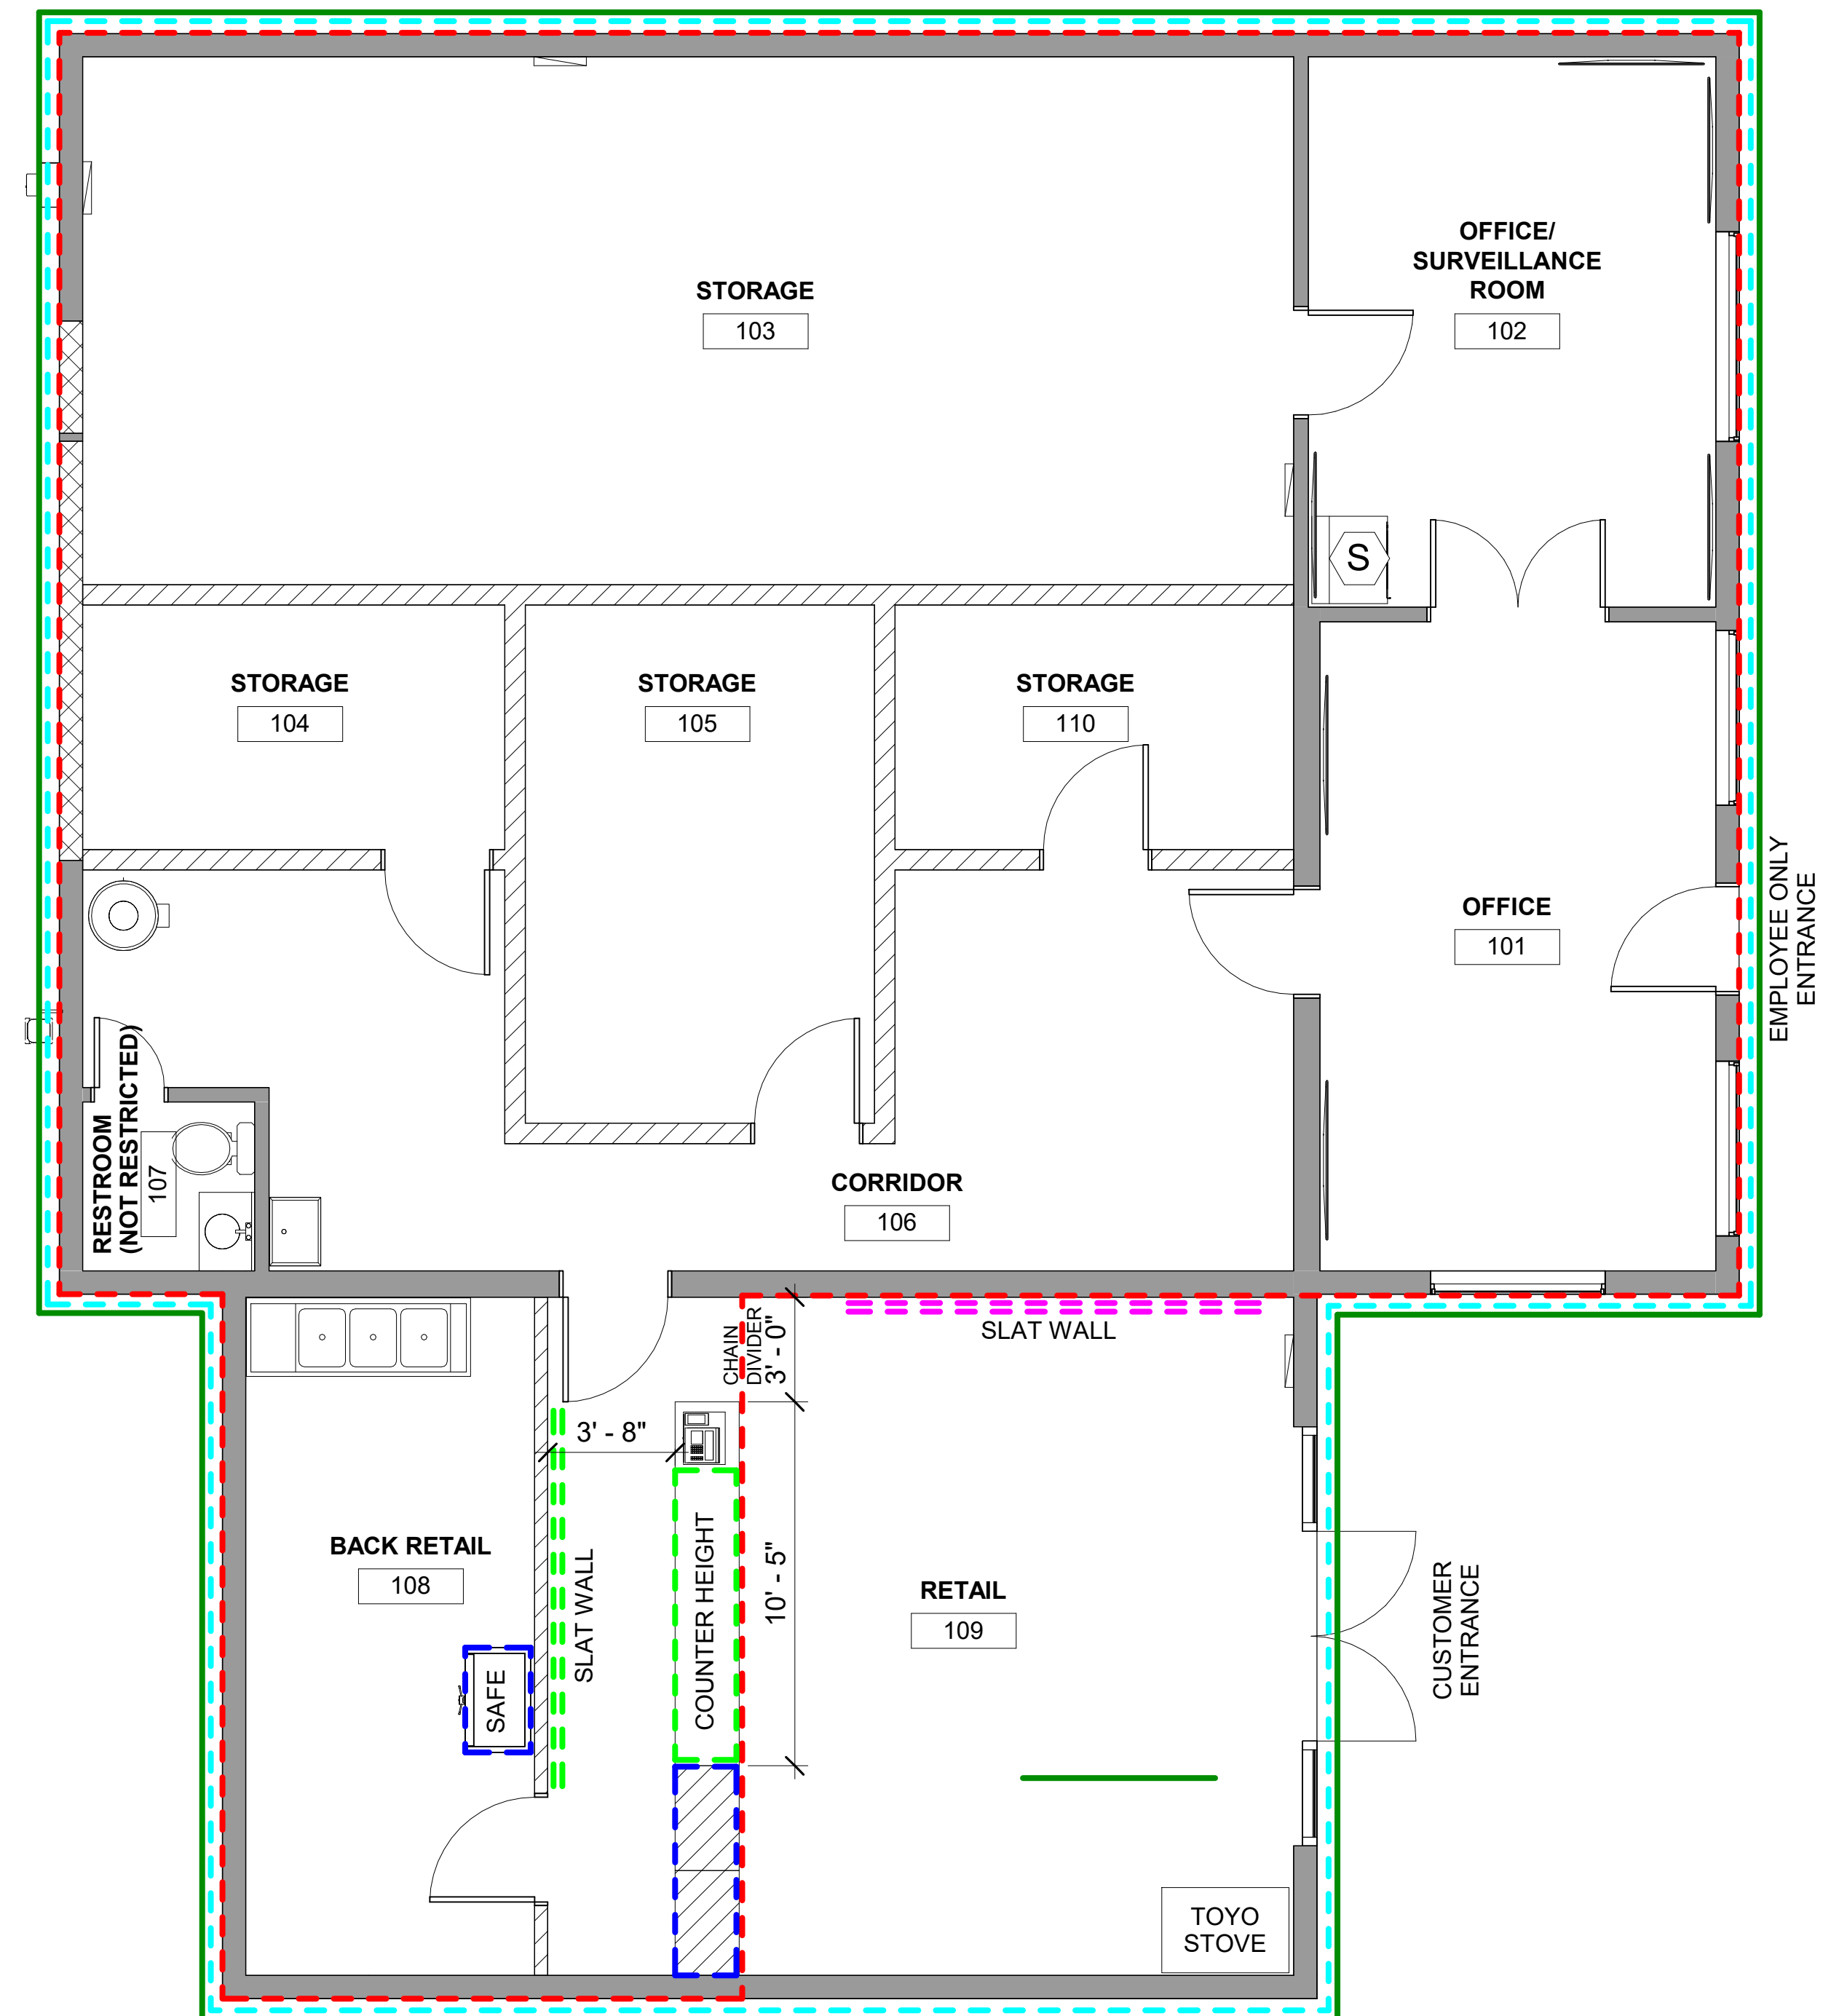 OFFICE/
SURVEILLANCE
ROOM
102
STORAGE
103
S
STORAGE
104
STORAGE
105
STORAGE
110
OFFICE
101
EMPLOYEE ONLY
ENTRANCE
RESTROOM
(NOT RESTRICTED)
107
CORRIDOR
106
CHAIN
DIVIDER
3' - 0"
SLAT WALL
3' - 8"
BACK RETAIL
108
SLAT WALL
COUNTER HEIGHT
10' - 5"
RETAIL
109
CUSTOMER
ENTRANCE
SAFE
TOYO
STOVE